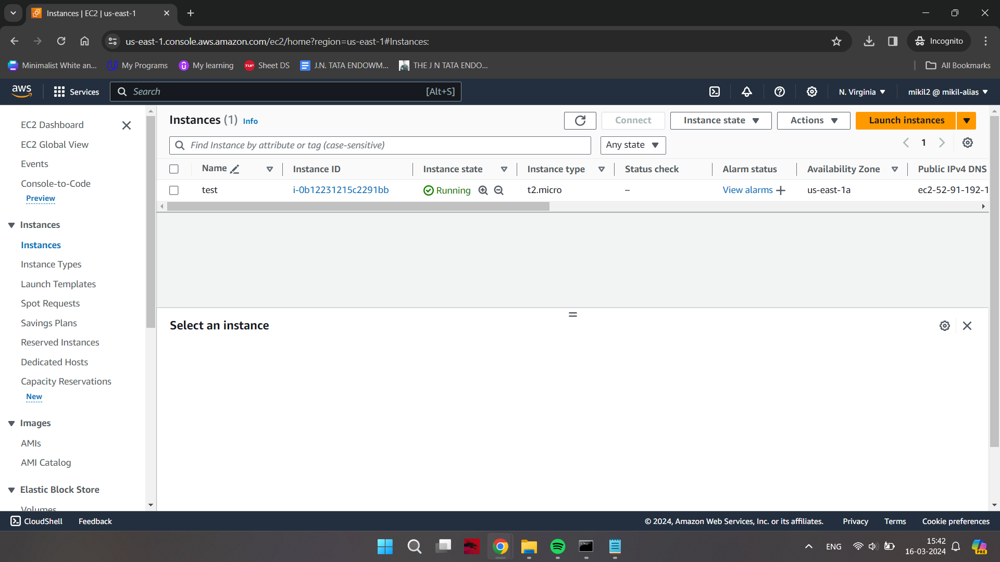 Instances | EC2 | us-east-1
us-east-1.console.aws.amazon.com/ec2/home?region=us-east-1#Instances:
Incognito
Minimalist White an...
My Programs
My learning
Sheet DS
J.N. TATA ENDOWM...
THE J N TATA ENDO...
All Bookmarks
aws
Services
Search
[Alt+S]
N. Virginia
mikil2 @ mikil-alias
EC2 Dashboard
EC2 Global View
Events
Console-to-Code
Preview
Instances
Instances
Instance Types
Launch Templates
Spot Requests
Savings Plans
Reserved Instances
Dedicated Hosts
Capacity Reservations
New
Images
AMIs
AMI Catalog
Elastic Block Store
Volumes
Instances (1) Info
Connect
Instance state
Actions
Launch instances
Find Instance by attribute or tag (case-sensitive)
Any state
1
Name Instance ID Instance state Instance type Status check Alarm status Availability Zone Public IPv4 DNS
test i-0b12231215c2291bb Running t2.micro – View alarms + us-east-1a ec2-52-91-192-1
Select an instance
CloudShell
Feedback
© 2024, Amazon Web Services, Inc. or its affiliates.
Privacy
Terms
Cookie preferences
ENG
15:42
16-03-2024
PRE